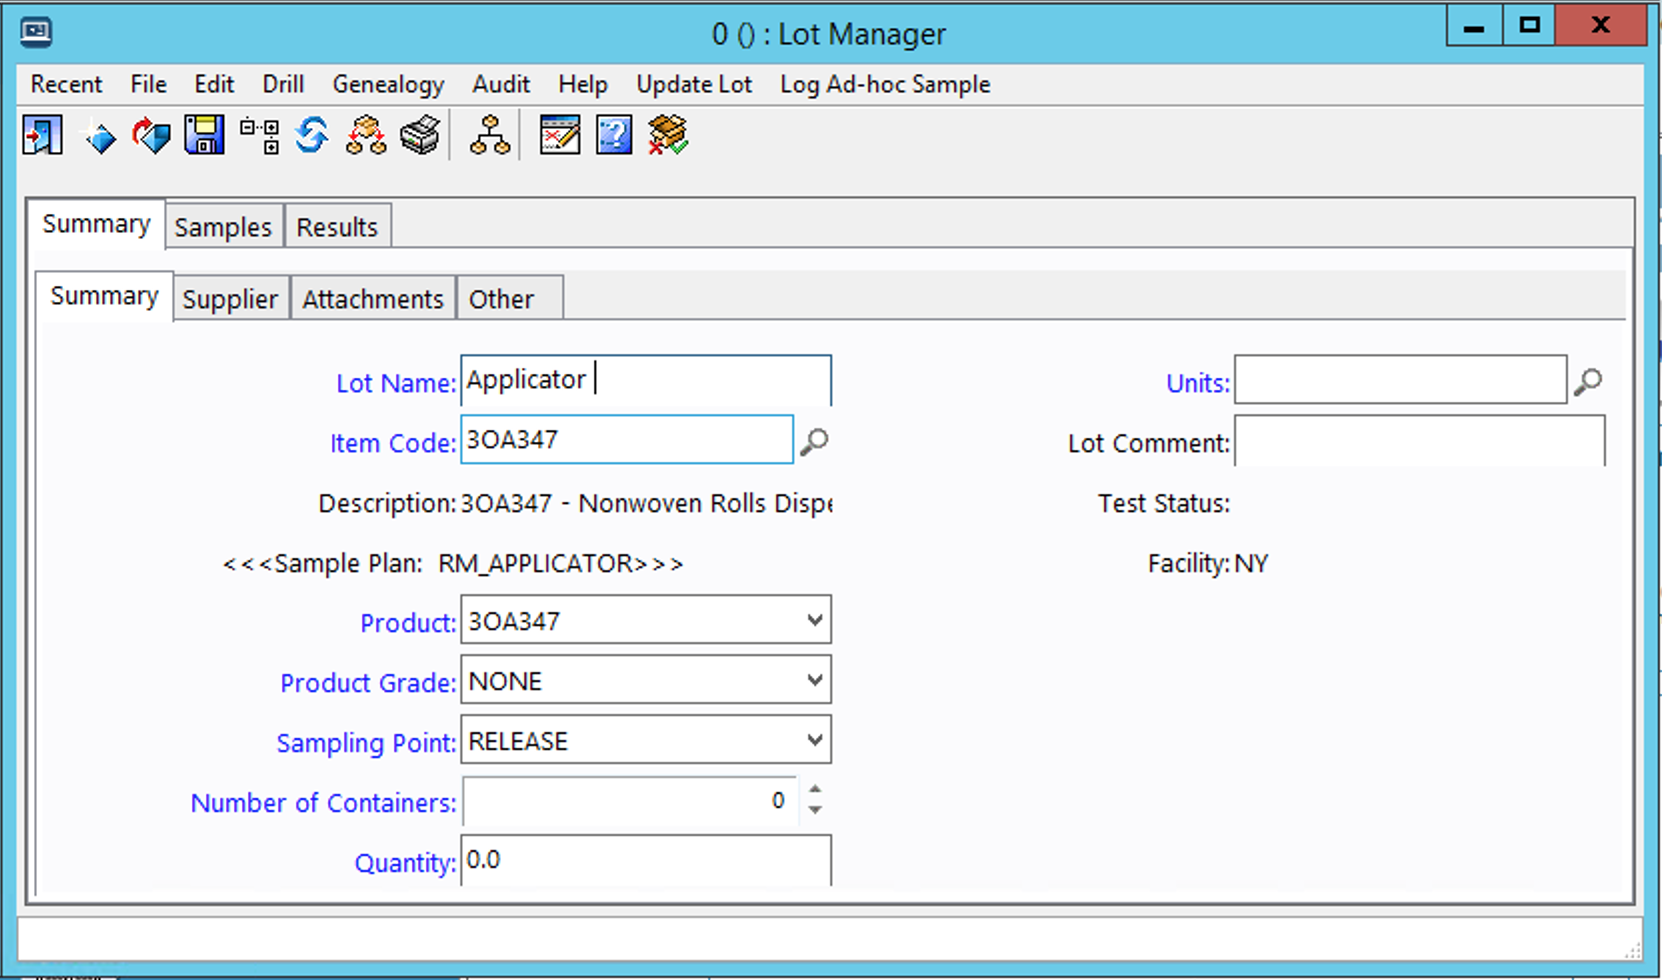 0 () : Lot Manager
Recent File Edit Drill Genealogy Audit Help Update Lot Log Ad-hoc Sample
Summary Samples Results
Summary Supplier Attachments Other
Lot Name: Applicator Units:
Item Code: 3OA347 Lot Comment:
Description: 3OA347 - Nonwoven Rolls Dispe Test Status:
<<<Sample Plan: RM_APPLICATOR>>> Facility: NY
Product: 3OA347
Product Grade: NONE
Sampling Point: RELEASE
Number of Containers: 0
Quantity: 0.0